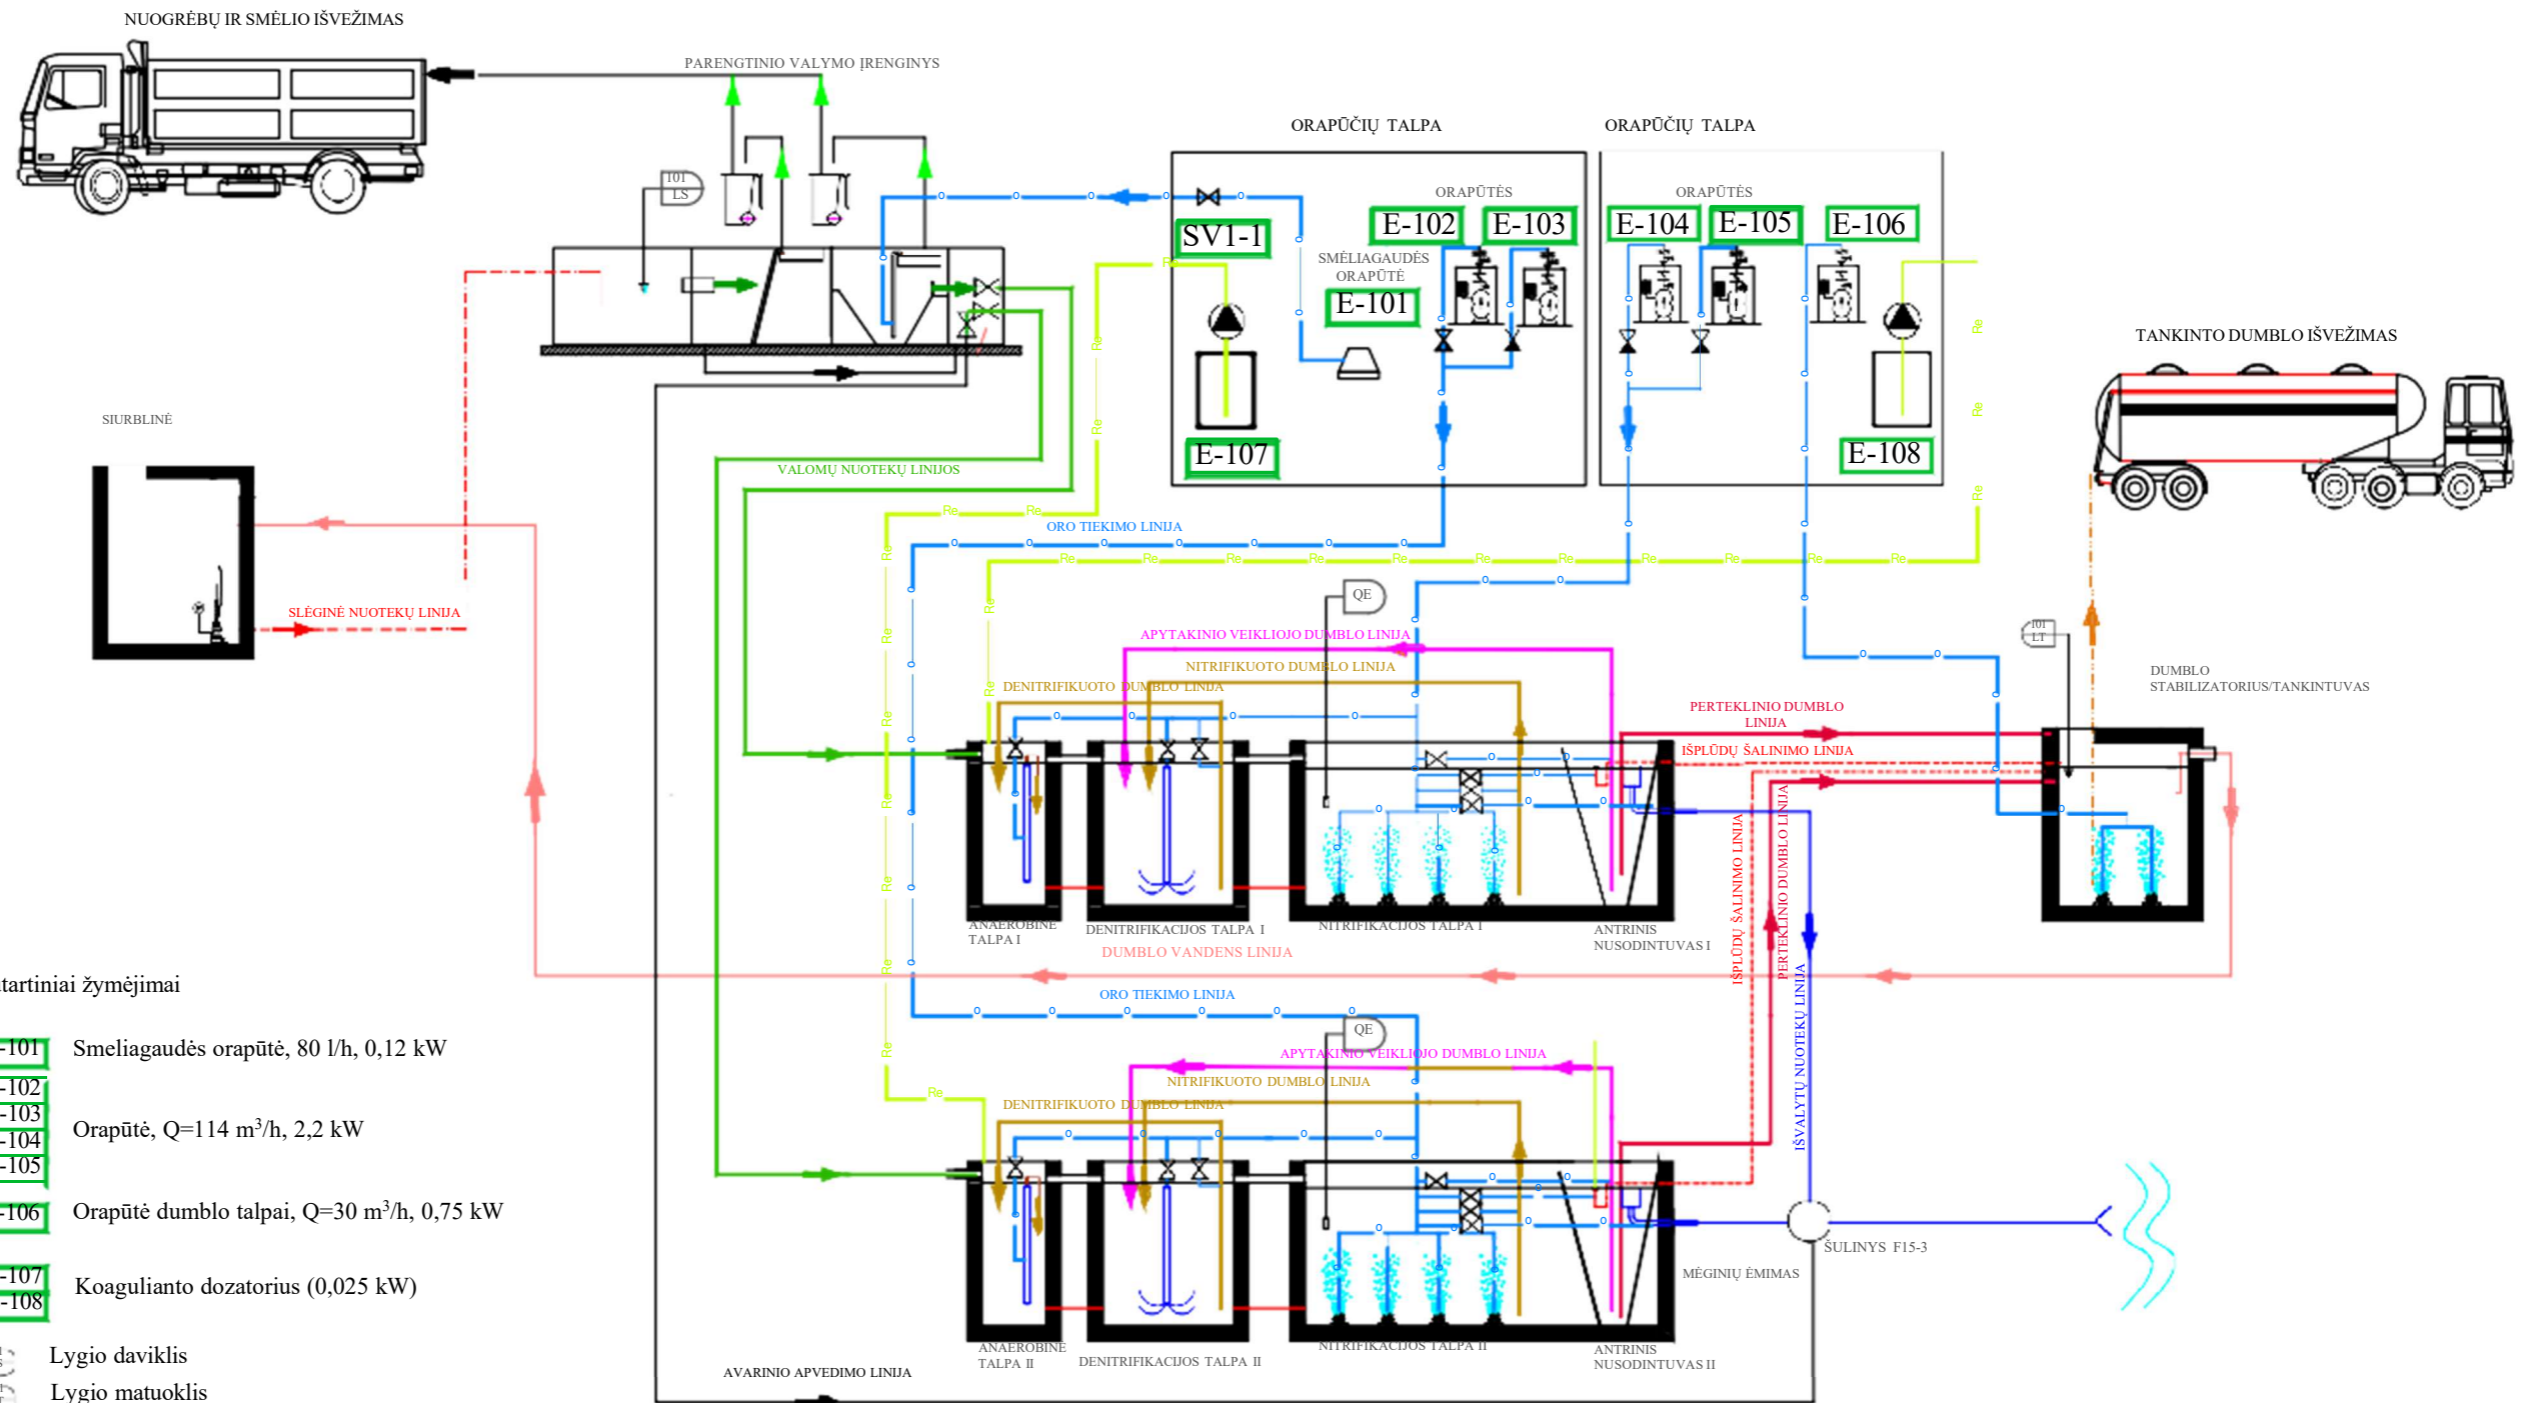 NUOGRĖBŲ IR SMĖLIO IŠVEŽIMAS
PARENGTINIO VALYMO ĮRENGINYS
101
LS
ORAPŪČIŲ TALPA
ORAPŪČIŲ TALPA
ORAPŪTĖS
ORAPŪTĖS
SV1-1
E-102
E-103
E-104
E-105
E-106
SMĖLIAGAUDĖS
ORAPŪTĖ
E-101
E-107
E-108
TANKINTO DUMBLO IŠVEŽIMAS
SIURBLINĖ
VALOMŲ NUOTEKŲ LINIJOS
ORO TIEKIMO LINIJA
SLĖGINĖ NUOTEKŲ LINIJA
QE
APYTAKINIO VEIKLIOJO DUMBLO LINIJA
NITRIFIKUOTO DUMBLO LINIJA
DENITRIFIKUOTO DUMBLO LINIJA
101
LT
DUMBLO
STABILIZATORIUS/TANKINTUVAS
PERTEKLINIO DUMBLO
LINIJA
IŠPLŪDŲ ŠALINIMO LINIJA
IŠPLŪDŲ ŠALINIMO LINIJA
PERTEKLINIO DUMBLO LINIJA
IŠVALYTŲ NUOTEKŲ LINIJA
ANAEROBINĖ
TALPA I
DENITRIFIKACIJOS TALPA I
NITRIFIKACIJOS TALPA I
ANTRINIS
NUSODINTUVAS I
DUMBLO VANDENS LINIJA
ORO TIEKIMO LINIJA
QE
APYTAKINIO VEIKLIOJO DUMBLO LINIJA
NITRIFIKUOTO DUMBLO LINIJA
DENITRIFIKUOTO DUMBLO LINIJA
ANAEROBINĖ
TALPA II
DENITRIFIKACIJOS TALPA II
NITRIFIKACIJOS TALPA II
ANTRINIS
NUSODINTUVAS II
MĖGINIŲ ĖMIMAS
ŠULINYS F15-3
AVARINIO APVEDIMO LINIJA
tartiniai žymėjimai
-101 Smeliagaudės orapūtė, 80 l/h, 0,12 kW
-102
-103
-104
-105
Orapūtė, Q=114 m³/h, 2,2 kW
-106 Orapūtė dumblo talpai, Q=30 m³/h, 0,75 kW
-107
-108
Koagulianto dozatorius (0,025 kW)
Lygio daviklis
Lygio matuoklis